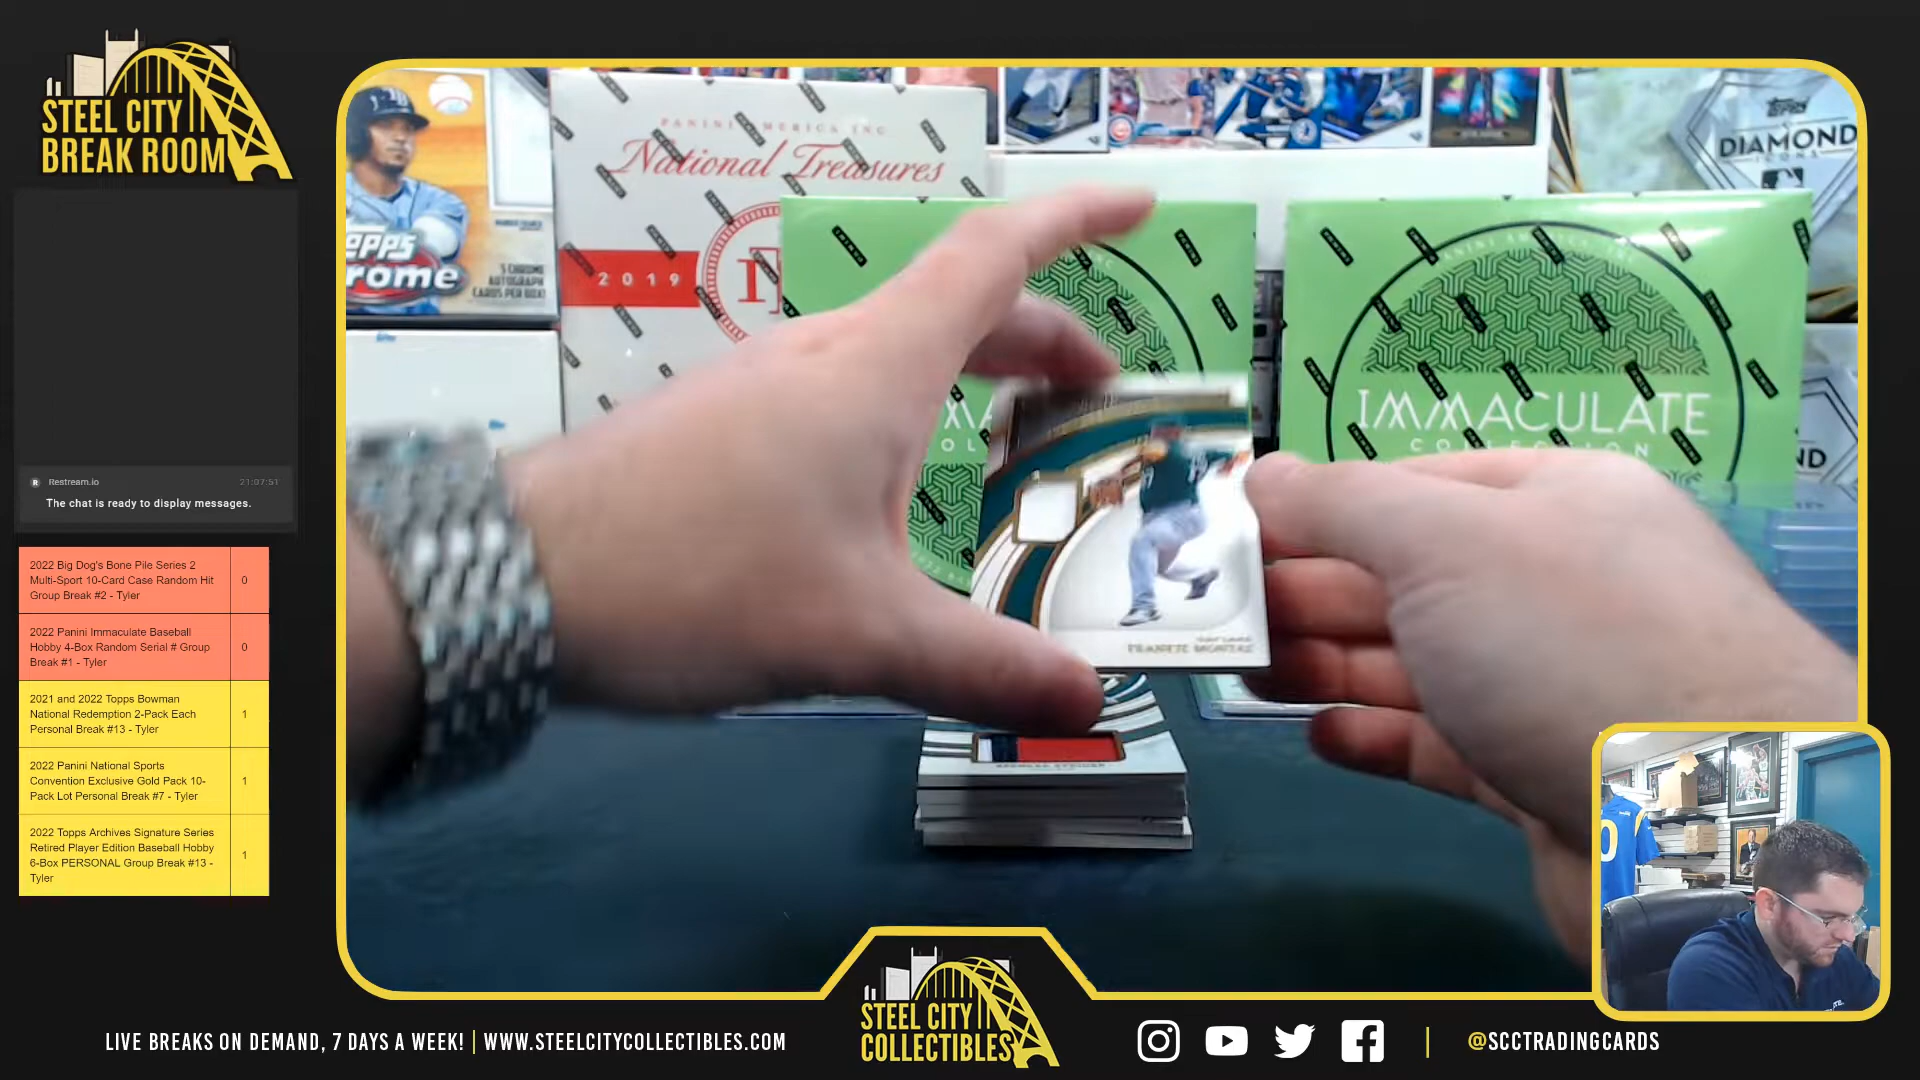 STEEL CITY
BREAK ROOM
Restream.io
21:07:51
The chat is ready to display messages.
2022 Big Dog's Bone Pile Series 2
Multi-Sport 10-Card Case Random Hit
Group Break #2 - Tyler
0
2022 Panini Immaculate Baseball
Hobby 4-Box Random Serial # Group
Break #1 - Tyler
0
2021 and 2022 Topps Bowman
National Redemption 2-Pack Each
Personal Break #13 - Tyler
1
2022 Panini National Sports
Convention Exclusive Gold Pack 10-
Pack Lot Personal Break #7 - Tyler
1
2022 Topps Archives Signature Series
Retired Player Edition Baseball Hobby
6-Box PERSONAL Group Break #13 -
Tyler
1
PANINI AMERICA INC
National Treasures
2019
5 CHROME
AUTOGRAPH
CARDS PER BOX!
DIAMOND
IMMACULATE
COLLECTION
STEEL CITY
COLLECTIBLES
LIVE BREAKS ON DEMAND, 7 DAYS A WEEK! | WWW.STEELCITYCOLLECTIBLES.COM
| @SCCTRADINGCARDS